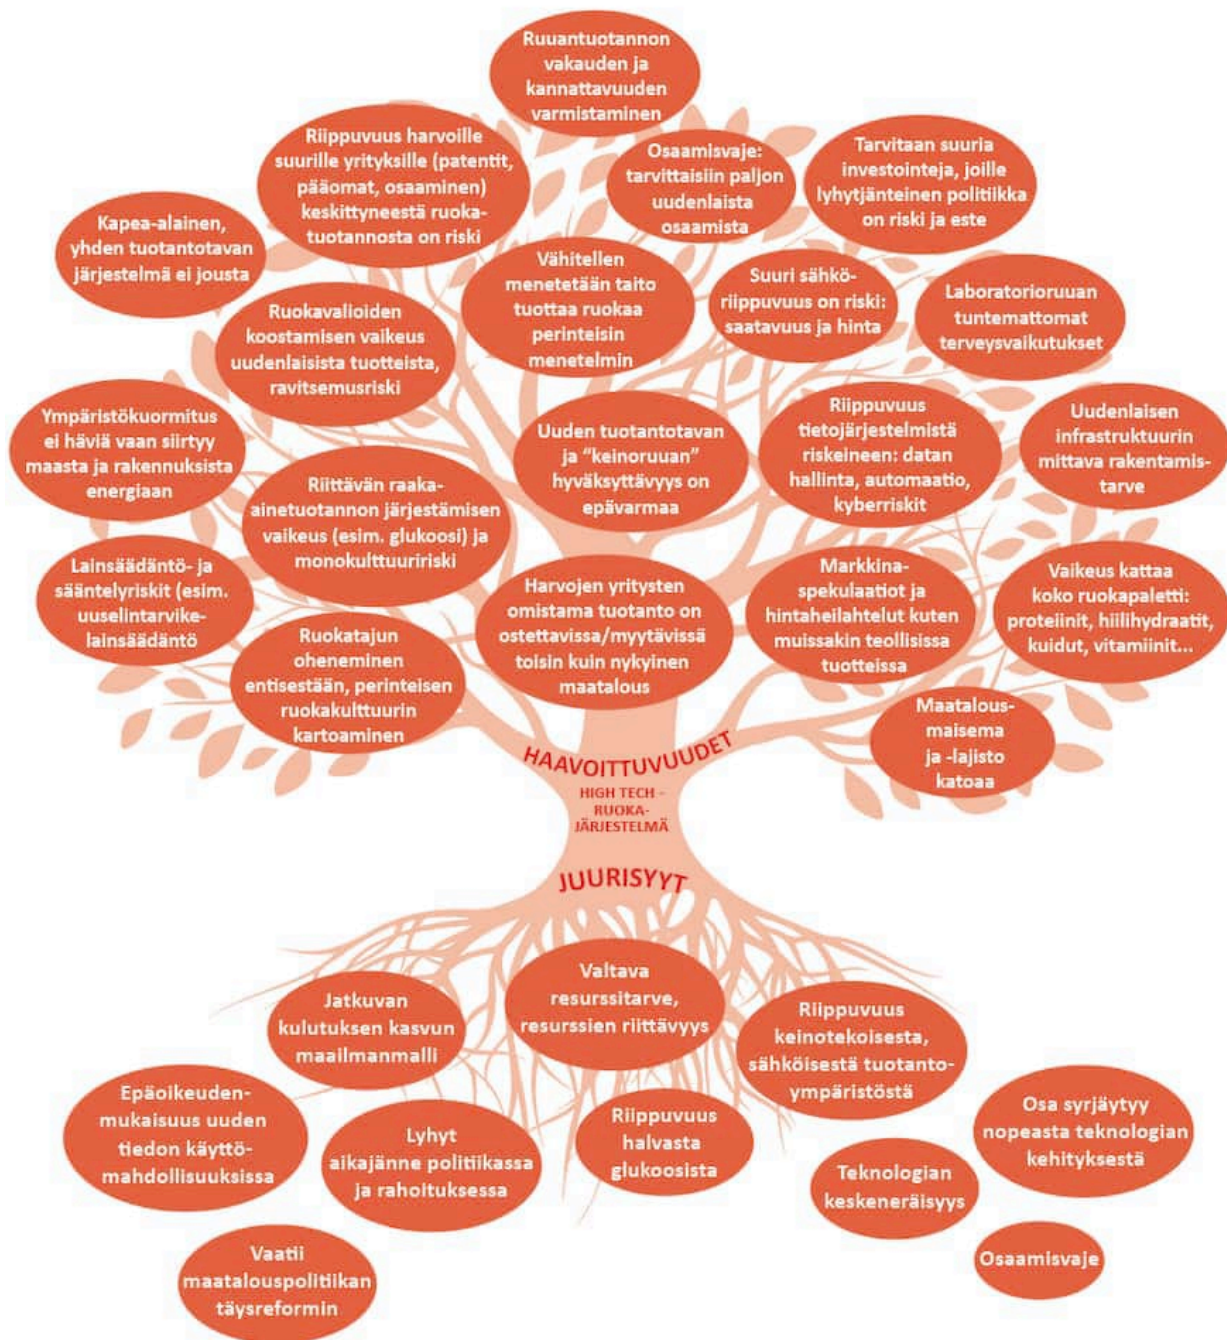 Ruuantuotannon
vakauden ja
kannattavuuden
varmistaminen
Riippuvuus harvoille
suurille yrityksille (patentit,
pääomat, osaaminen)
keskittyneestä ruoka-
tuotannosta on riski
Osaamisvaje:
tarvittaisiin paljon
uudenlaista
osaamista
Tarvitaan suuria
investointeja, joille
lyhytjänteinen politiikka
on riski ja este
Kapea-alainen,
yhden tuotantotavan
järjestelmä ei jousta
Vähitellen
menetetään taito
tuottaa ruokaa
perinteisin
menetelmin
Suuri sähkö-
riippuvuus on riski:
saatavuus ja hinta
Laboratorioruuan
tuntemattomat
terveysvaikutukset
Ruokavalioiden
koostamisen vaikeus
uudenlaisista tuotteista,
ravitsemusriski
Ympäristökuormitus
ei häviä vaan siirtyy
maasta ja rakennuksista
energiaan
Uuden tuotantotavan
ja “keinoruuan”
hyväksyttävyys on
epävarmaa
Riippuvuus
tietojärjestelmistä
riskeineen: datan
hallinta, automaatio,
kyberriskit
Uudenlaisen
infrastruktuurin
mittava rakentamis-
tarve
Riittävän raaka-
ainetuotannon järjestämisen
vaikeus (esim. glukoosi) ja
monokulttuuririski
Lainsäädäntö- ja
sääntelyriskit (esim.
uuselintarvike-
lainsäädäntö
Harvojen yritysten
omistama tuotanto on
ostettavissa/myytävissä
toisin kuin nykyinen
maatalous
Markkina-
spekulaatiot ja
hintaheilahtelut kuten
muissakin teollisissa
tuotteissa
Vaikeus kattaa
koko ruokapaletti:
proteiinit, hiilihydraatit,
kuidut, vitamiinit...
Ruokatajun
oheneminen
entisestään, perinteisen
ruokakulttuurin
kartoaminen
Maatalous-
maisema
ja -lajisto
katoaa
HAAVOITTUVUUDET
HIGH TECH -
RUOKA-
JÄRJESTELMÄ
JUURISYYT
Valtava
resurssitarve,
resurssien riittävyys
Jatkuvan
kulutuksen kasvun
maailmanmalli
Riippuvuus
keinotekoisesta,
sähköisestä tuotanto-
ympäristöstä
Epäoikeuden-
mukaisuus uuden
tiedon käyttö-
mahdollisuuksissa
Lyhyt
aikajänne politiikassa
ja rahoituksessa
Riippuvuus
halvasta
glukoosista
Osa syrjäytyy
nopeasta teknologian
kehityksestä
Teknologian
keskeneräisyys
Vaatii
maatalouspolitiikan
täysreformin
Osaamisvaje